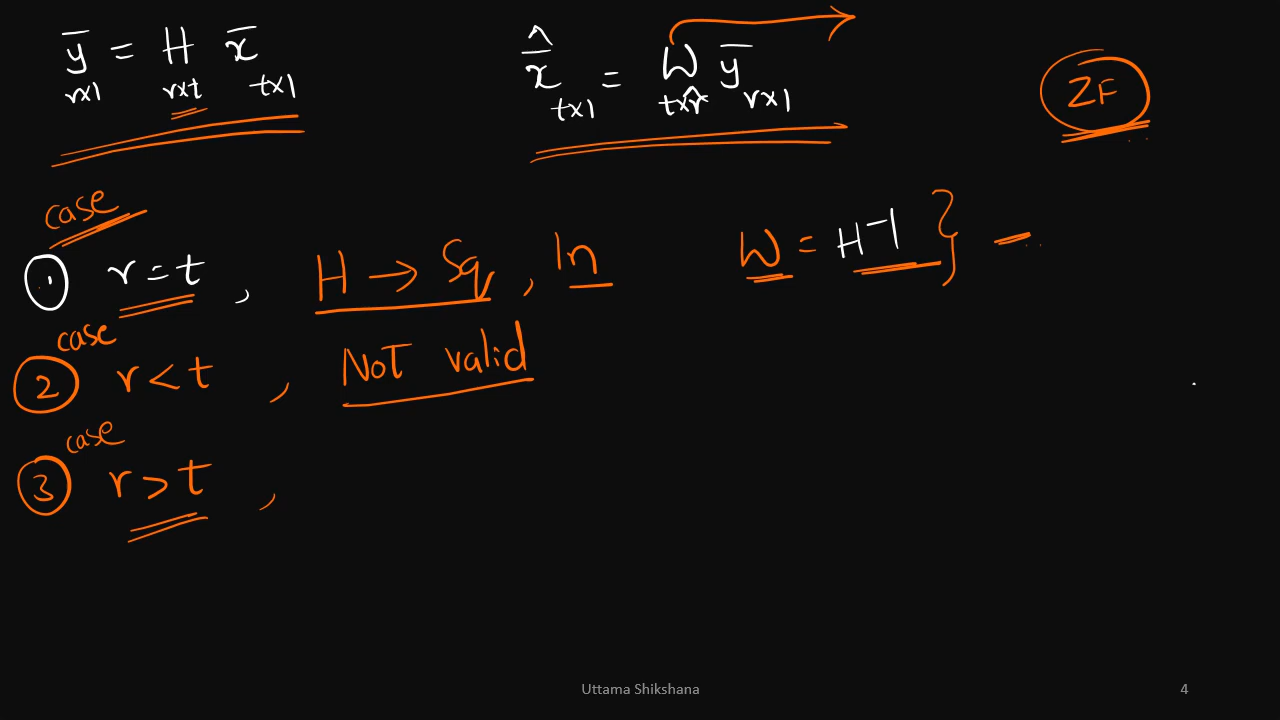 y̅ = H x̅
r×1 r×t t×1
x̅̂ = W y̅
t×1 t×r r×1
ZF
case
1 r = t , H → Sq, In W = H⁻¹ }
case
2 r < t , NOT valid
case
3 r > t ,
Uttama Shikshana
4